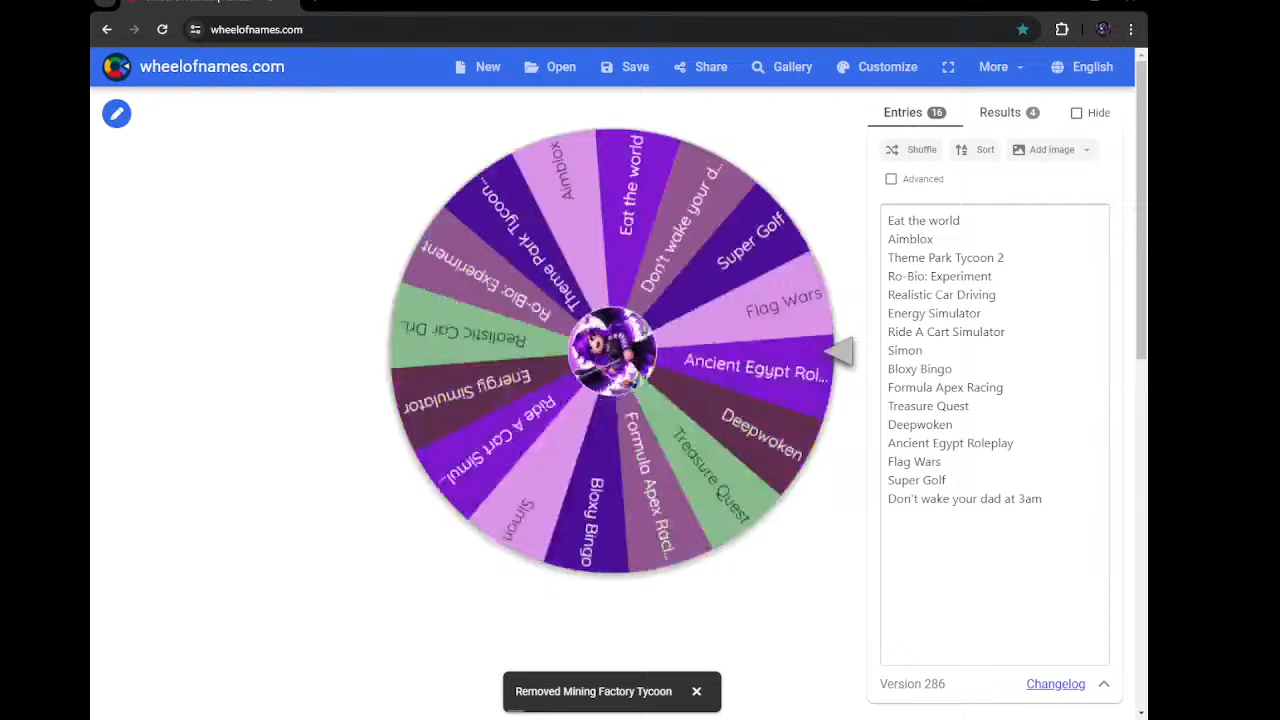 wheelofnames.com
wheelofnames.com
New
Open
Save
Share
Gallery
Customize
More
English
Entries 16
Results 4
Hide
Shuffle
Sort
Add image
Advanced
Eat the world
Aimblox
Theme Park Tycoon 2
Ro-Bio: Experiment
Realistic Car Driving
Energy Simulator
Ride A Cart Simulator
Simon
Bloxy Bingo
Formula Apex Racing
Treasure Quest
Deepwoken
Ancient Egypt Roleplay
Flag Wars
Super Golf
Don't wake your dad at 3am
Eat the world
Don't wake your d...
Super Golf
Flag Wars
Ancient Egypt Rol...
Deepwoken
Treasure Quest
Formula Apex Raci...
Bloxy Bingo
Simon
Ride A Cart Simul...
Energy Simulator
Realistic Car Dri...
Ro-Bio: Experiment
Theme Park Tycoon...
Aimblox
Removed Mining Factory Tycoon
Version 286
Changelog